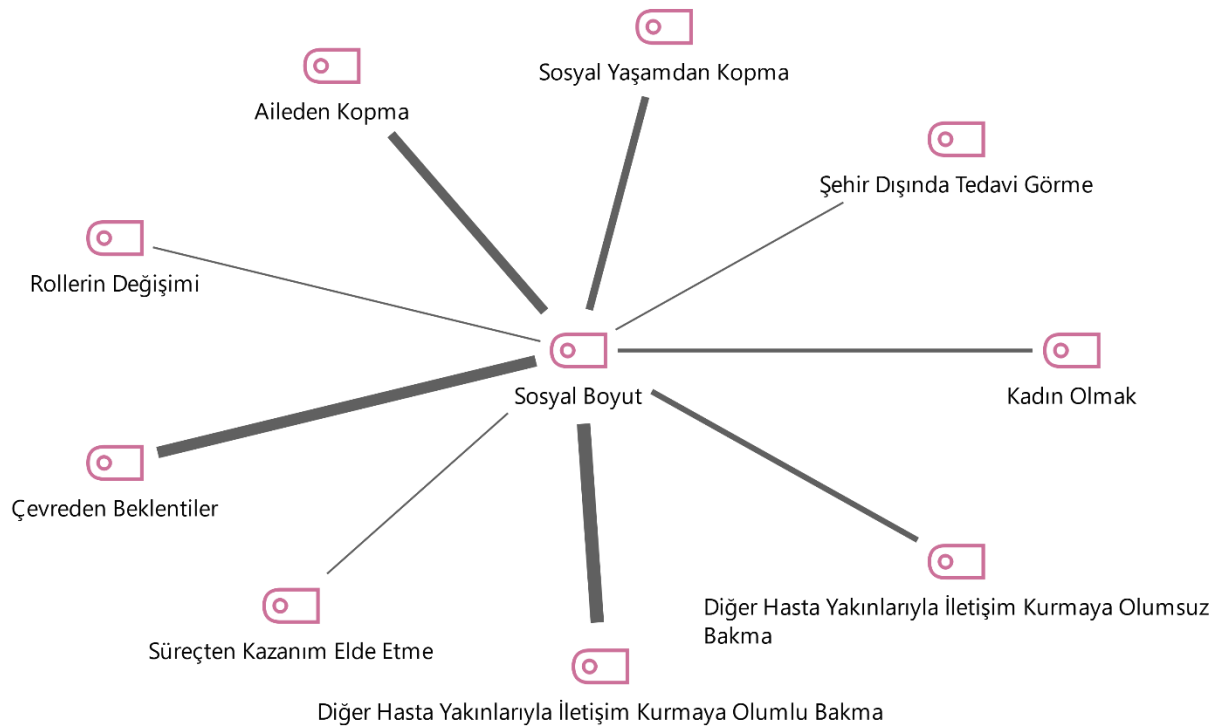 Sosyal Yaşamdan Kopma
Aileden Kopma
Şehir Dışında Tedavi Görme
Rollerin Değişimi
Sosyal Boyut
Kadın Olmak
Çevreden Beklentiler
Diğer Hasta Yakınlarıyla İletişim Kurmaya Olumsuz
Bakma
Süreçten Kazanım Elde Etme
Diğer Hasta Yakınlarıyla İletişim Kurmaya Olumlu Bakma